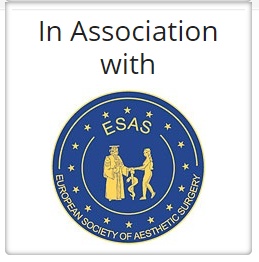 In Association
with
ESAS
EUROPEAN SOCIETY OF AESTHETIC SURGERY